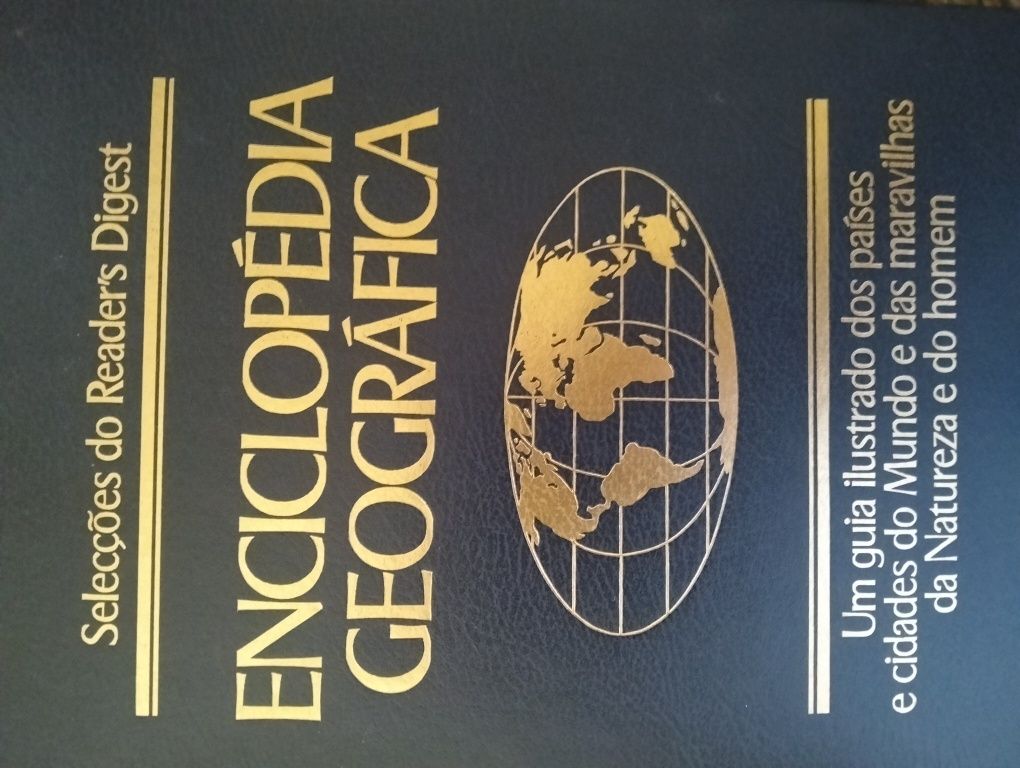 Selecções do Reader's Digest
ENCICLOPÉDIA
GEOGRÁFICA
Um guia ilustrado dos países
e cidades do Mundo e das maravilhas
da Natureza e do homem